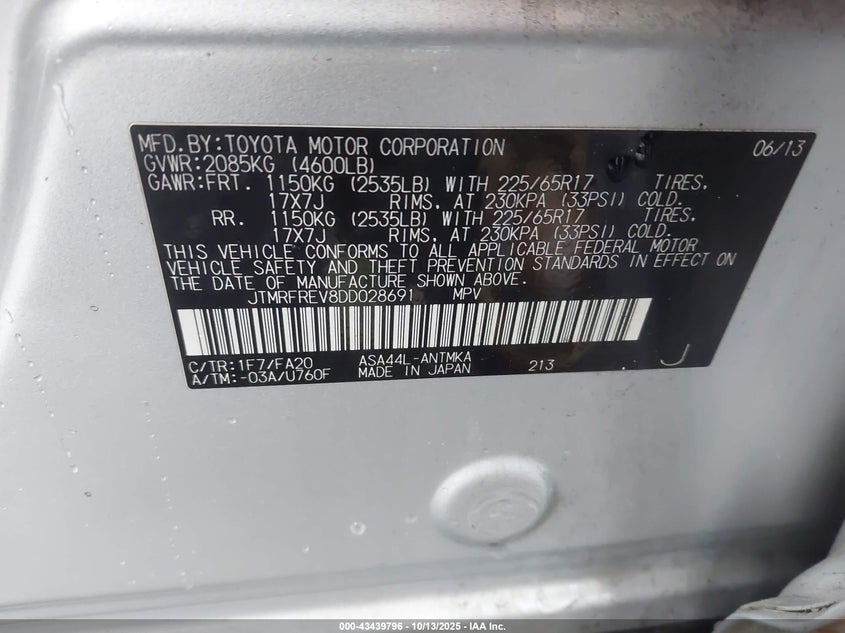 MFD. BY: TOYOTA MOTOR CORPORATION 06/13
GVWR: 2085KG (4600LB)
GAWR: FRT. 1150KG (2535LB) WITH 225/65R17 TIRES,
17X7J RIMS, AT 230KPA (33PSI) COLD.
RR. 1150KG (2535LB) WITH 225/65R17 TIRES,
17X7J RIMS, AT 230KPA (33PSI) COLD.
THIS VEHICLE CONFORMS TO ALL APPLICABLE FEDERAL MOTOR
VEHICLE SAFETY AND THEFT PREVENTION STANDARDS IN EFFECT ON
THE DATE OF MANUFACTURE SHOWN ABOVE.
JTMRFREV8DD028691 MPV
C/TR: 1F7/FA20 ASA44L-ANTMKA 213 J
A/TM: -03A/U760F MADE IN JAPAN
000-43439796 - 10/13/2025 - IAA Inc.